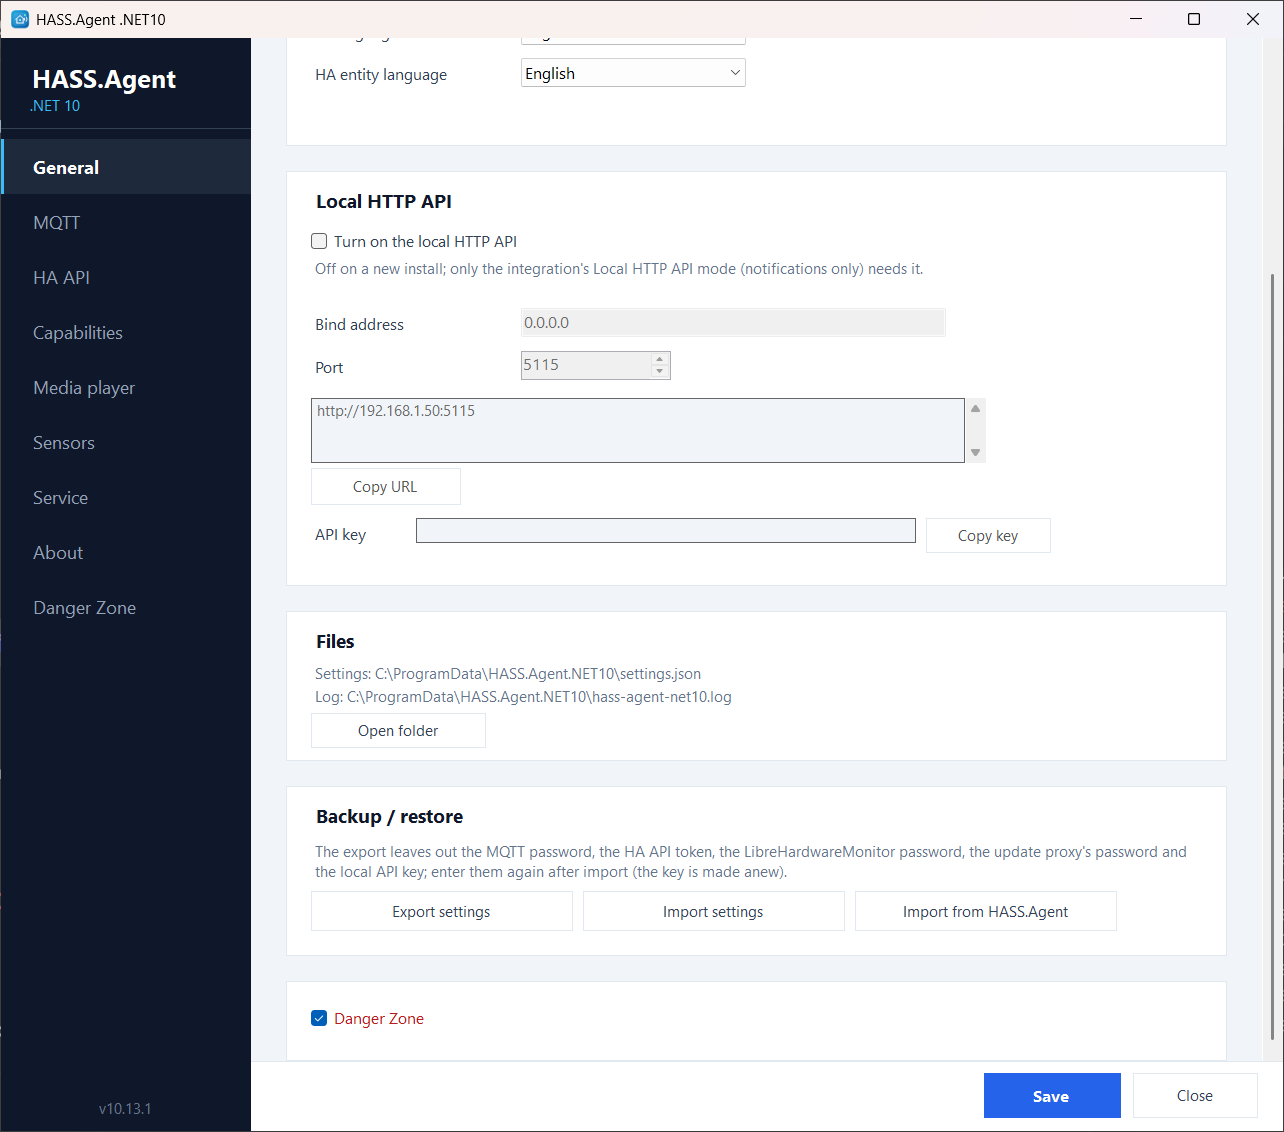 HASS.Agent .NET10
HASS.Agent
.NET 10
General
MQTT
HA API
Capabilities
Media player
Sensors
Service
About
Danger Zone
v10.13.1
HA entity language
English
Local HTTP API
Turn on the local HTTP API
Off on a new install; only the integration's Local HTTP API mode (notifications only) needs it.
Bind address
0.0.0.0
Port
5115
http://192.168.1.50:5115
Copy URL
API key
Copy key
Files
Settings: C:\ProgramData\HASS.Agent.NET10\settings.json
Log: C:\ProgramData\HASS.Agent.NET10\hass-agent-net10.log
Open folder
Backup / restore
The export leaves out the MQTT password, the HA API token, the LibreHardwareMonitor password, the update proxy's password and
the local API key; enter them again after import (the key is made anew).
Export settings
Import settings
Import from HASS.Agent
Danger Zone
Save
Close